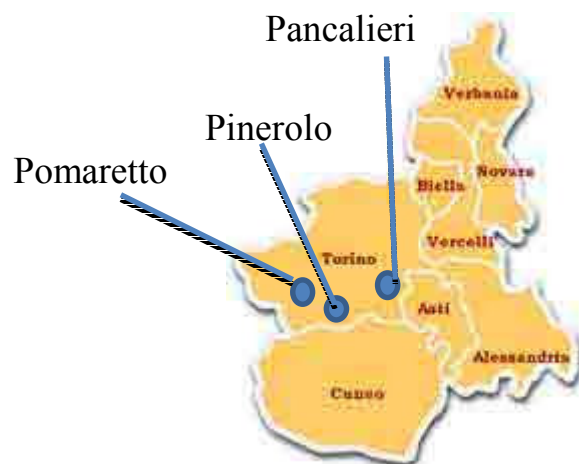 Pancalieri
Verbania
Pinerolo
Pomaretto
Novara
Biella
Vercelli
Torino
Asti
Alessandria
Cuneo